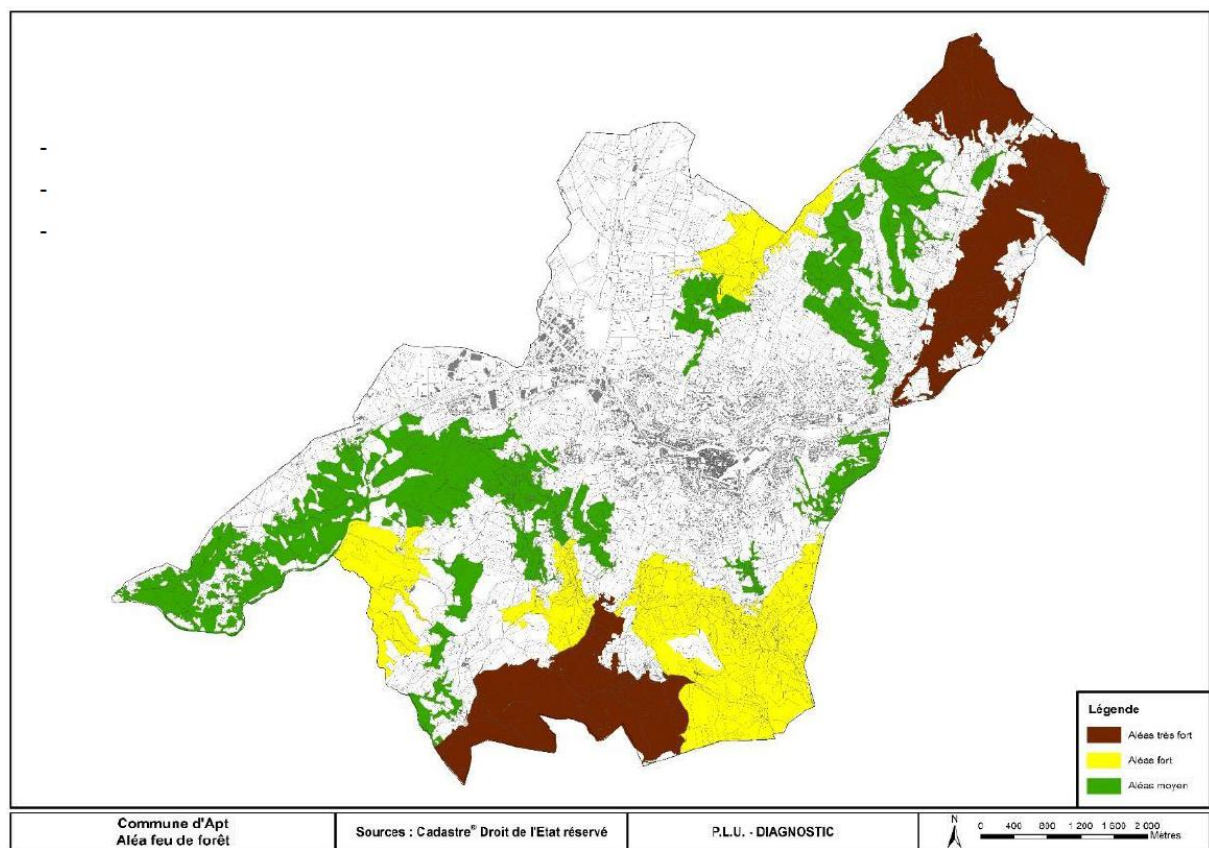 -
-
-
Légende
Aléas très fort
Aléas fort
Aléas moyen
Commune d'Apt
Aléa feu de forêt
Sources : Cadastre® Droit de l'Etat réservé
P.L.U. - DIAGNOSTIC
N
0 400 800 1 200 1 600 2 000
Mètres